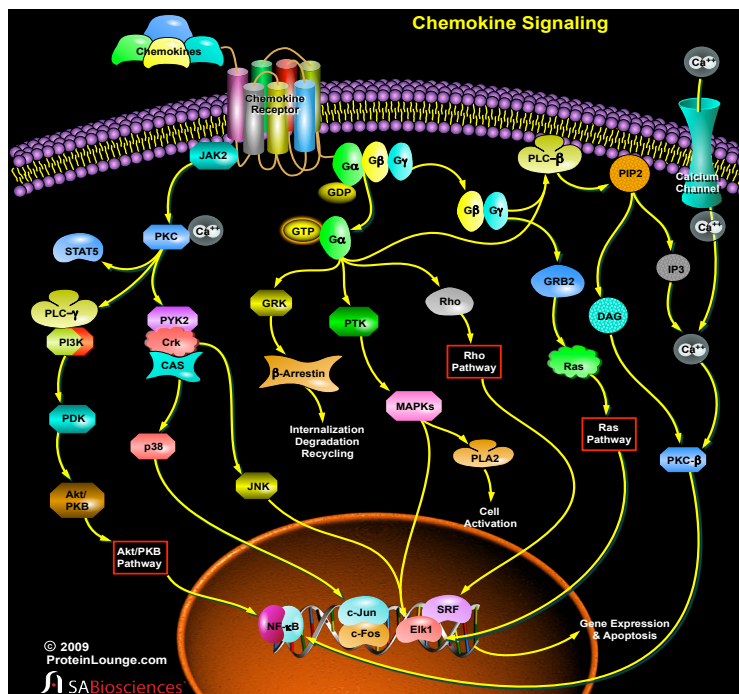 Chemokine Signaling
Chemokines
Chemokine
Receptor
Ca++
Calcium
Channel
JAK2
Gα
Gβ
Gγ
GDP
PLC-β
PIP2
PKC
Ca++
STAT5
GTP
Gα
Gβ
Gγ
Ca++
IP3
PLC-γ
PI3K
PYK2
Crk
CAS
GRK
PTK
Rho
GRB2
DAG
Ca++
β-Arrestin
Rho
Pathway
Ras
PDK
p38
Internalization
Degradation
Recycling
MAPKs
PLA2
Ras
Pathway
PKC-β
Akt/
PKB
JNK
Cell
Activation
Akt/PKB
Pathway
NF-κB
c-Jun
c-Fos
Elk1
SRF
Gene Expression
& Apoptosis
© 2009
ProteinLounge.com
SABiosciences